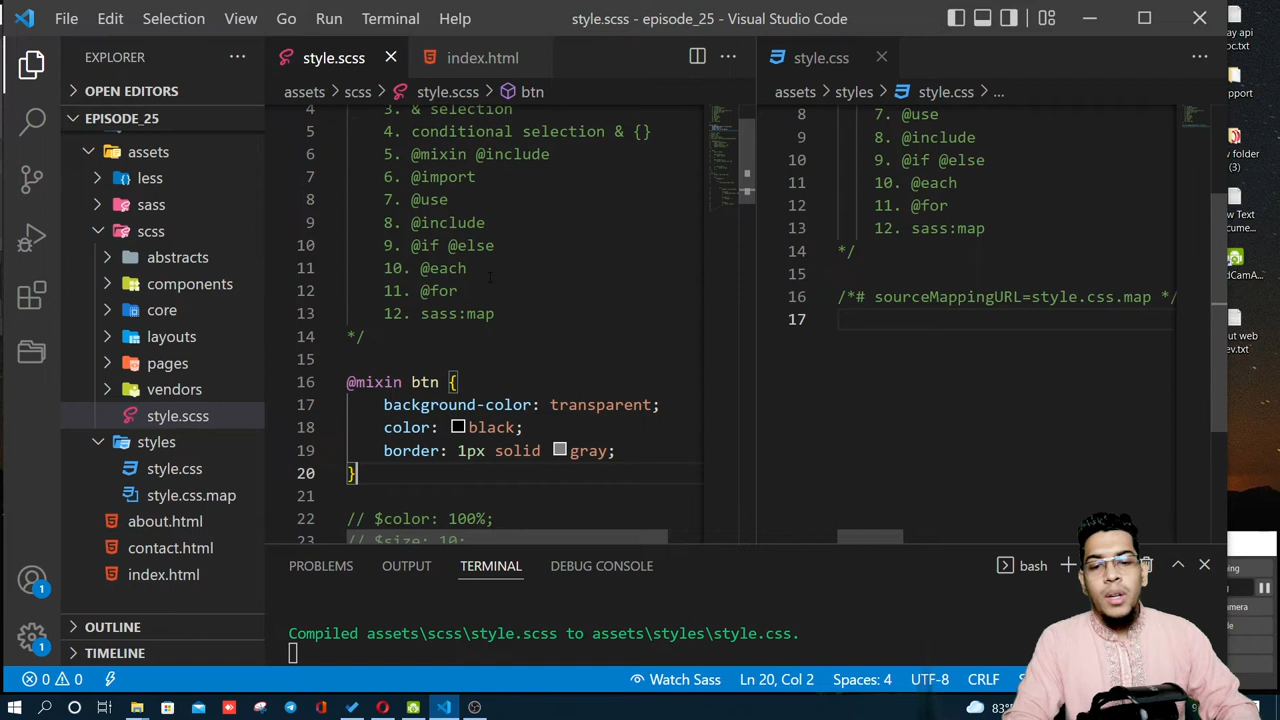 File Edit Selection View Go Run Terminal Help style.scss - episode_25 - Visual Studio Code
EXPLORER
OPEN EDITORS
EPISODE_25
assets
less
sass
scss
abstracts
components
core
layouts
pages
vendors
style.scss
styles
style.css
style.css.map
about.html
contact.html
index.html
OUTLINE
TIMELINE
1
1
style.scss index.html
assets scss style.scss btn
4 3. & selection
5 4. conditional selection & {}
6 5. @mixin @include
7 6. @import
8 7. @use
9 8. @include
10 9. @if @else
11 10. @each
12 11. @for
13 12. sass:map
14 */
15
16 @mixin btn {
17 background-color: transparent;
18 color: black;
19 border: 1px solid gray;
20 }
21
22 // $color: 100%;
23 // $size: 10;
style.css
assets styles style.css ...
8 7. @use
9 8. @include
10 9. @if @else
11 10. @each
12 11. @for
13 12. sass:map
14 */
15
16 /*# sourceMappingURL=style.css.map */
17
PROBLEMS OUTPUT TERMINAL DEBUG CONSOLE
bash
Compiled assets\scss\style.scss to assets\styles\style.css.
0 0 Watch Sass Ln 20, Col 2 Spaces: 4 UTF-8 CRLF
83°